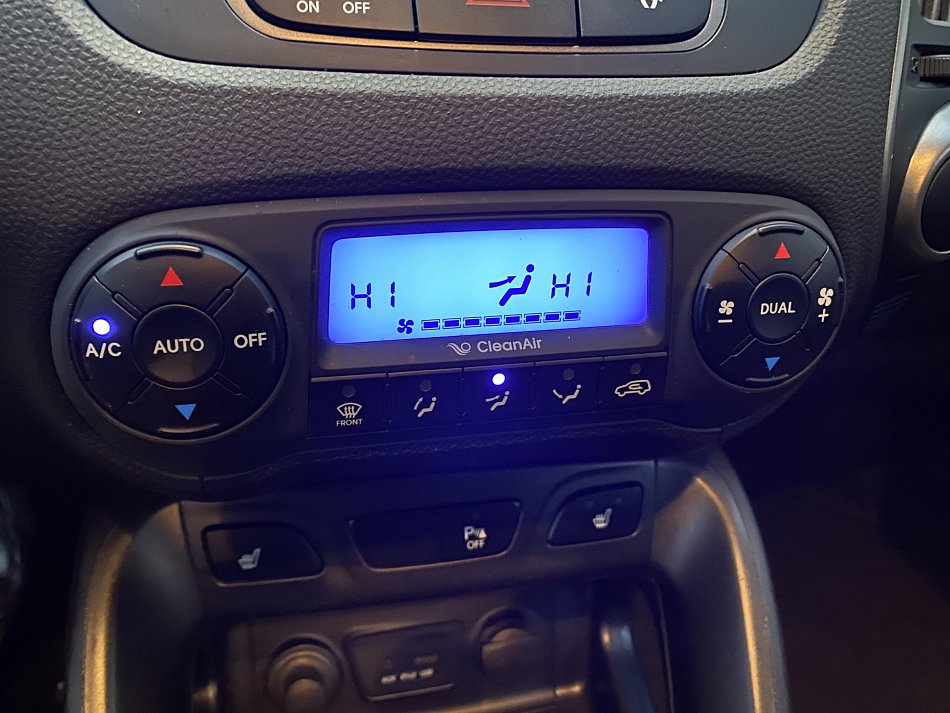 ON OFF
HI HI
CleanAir
A/C AUTO OFF
DUAL
FRONT
P
OFF